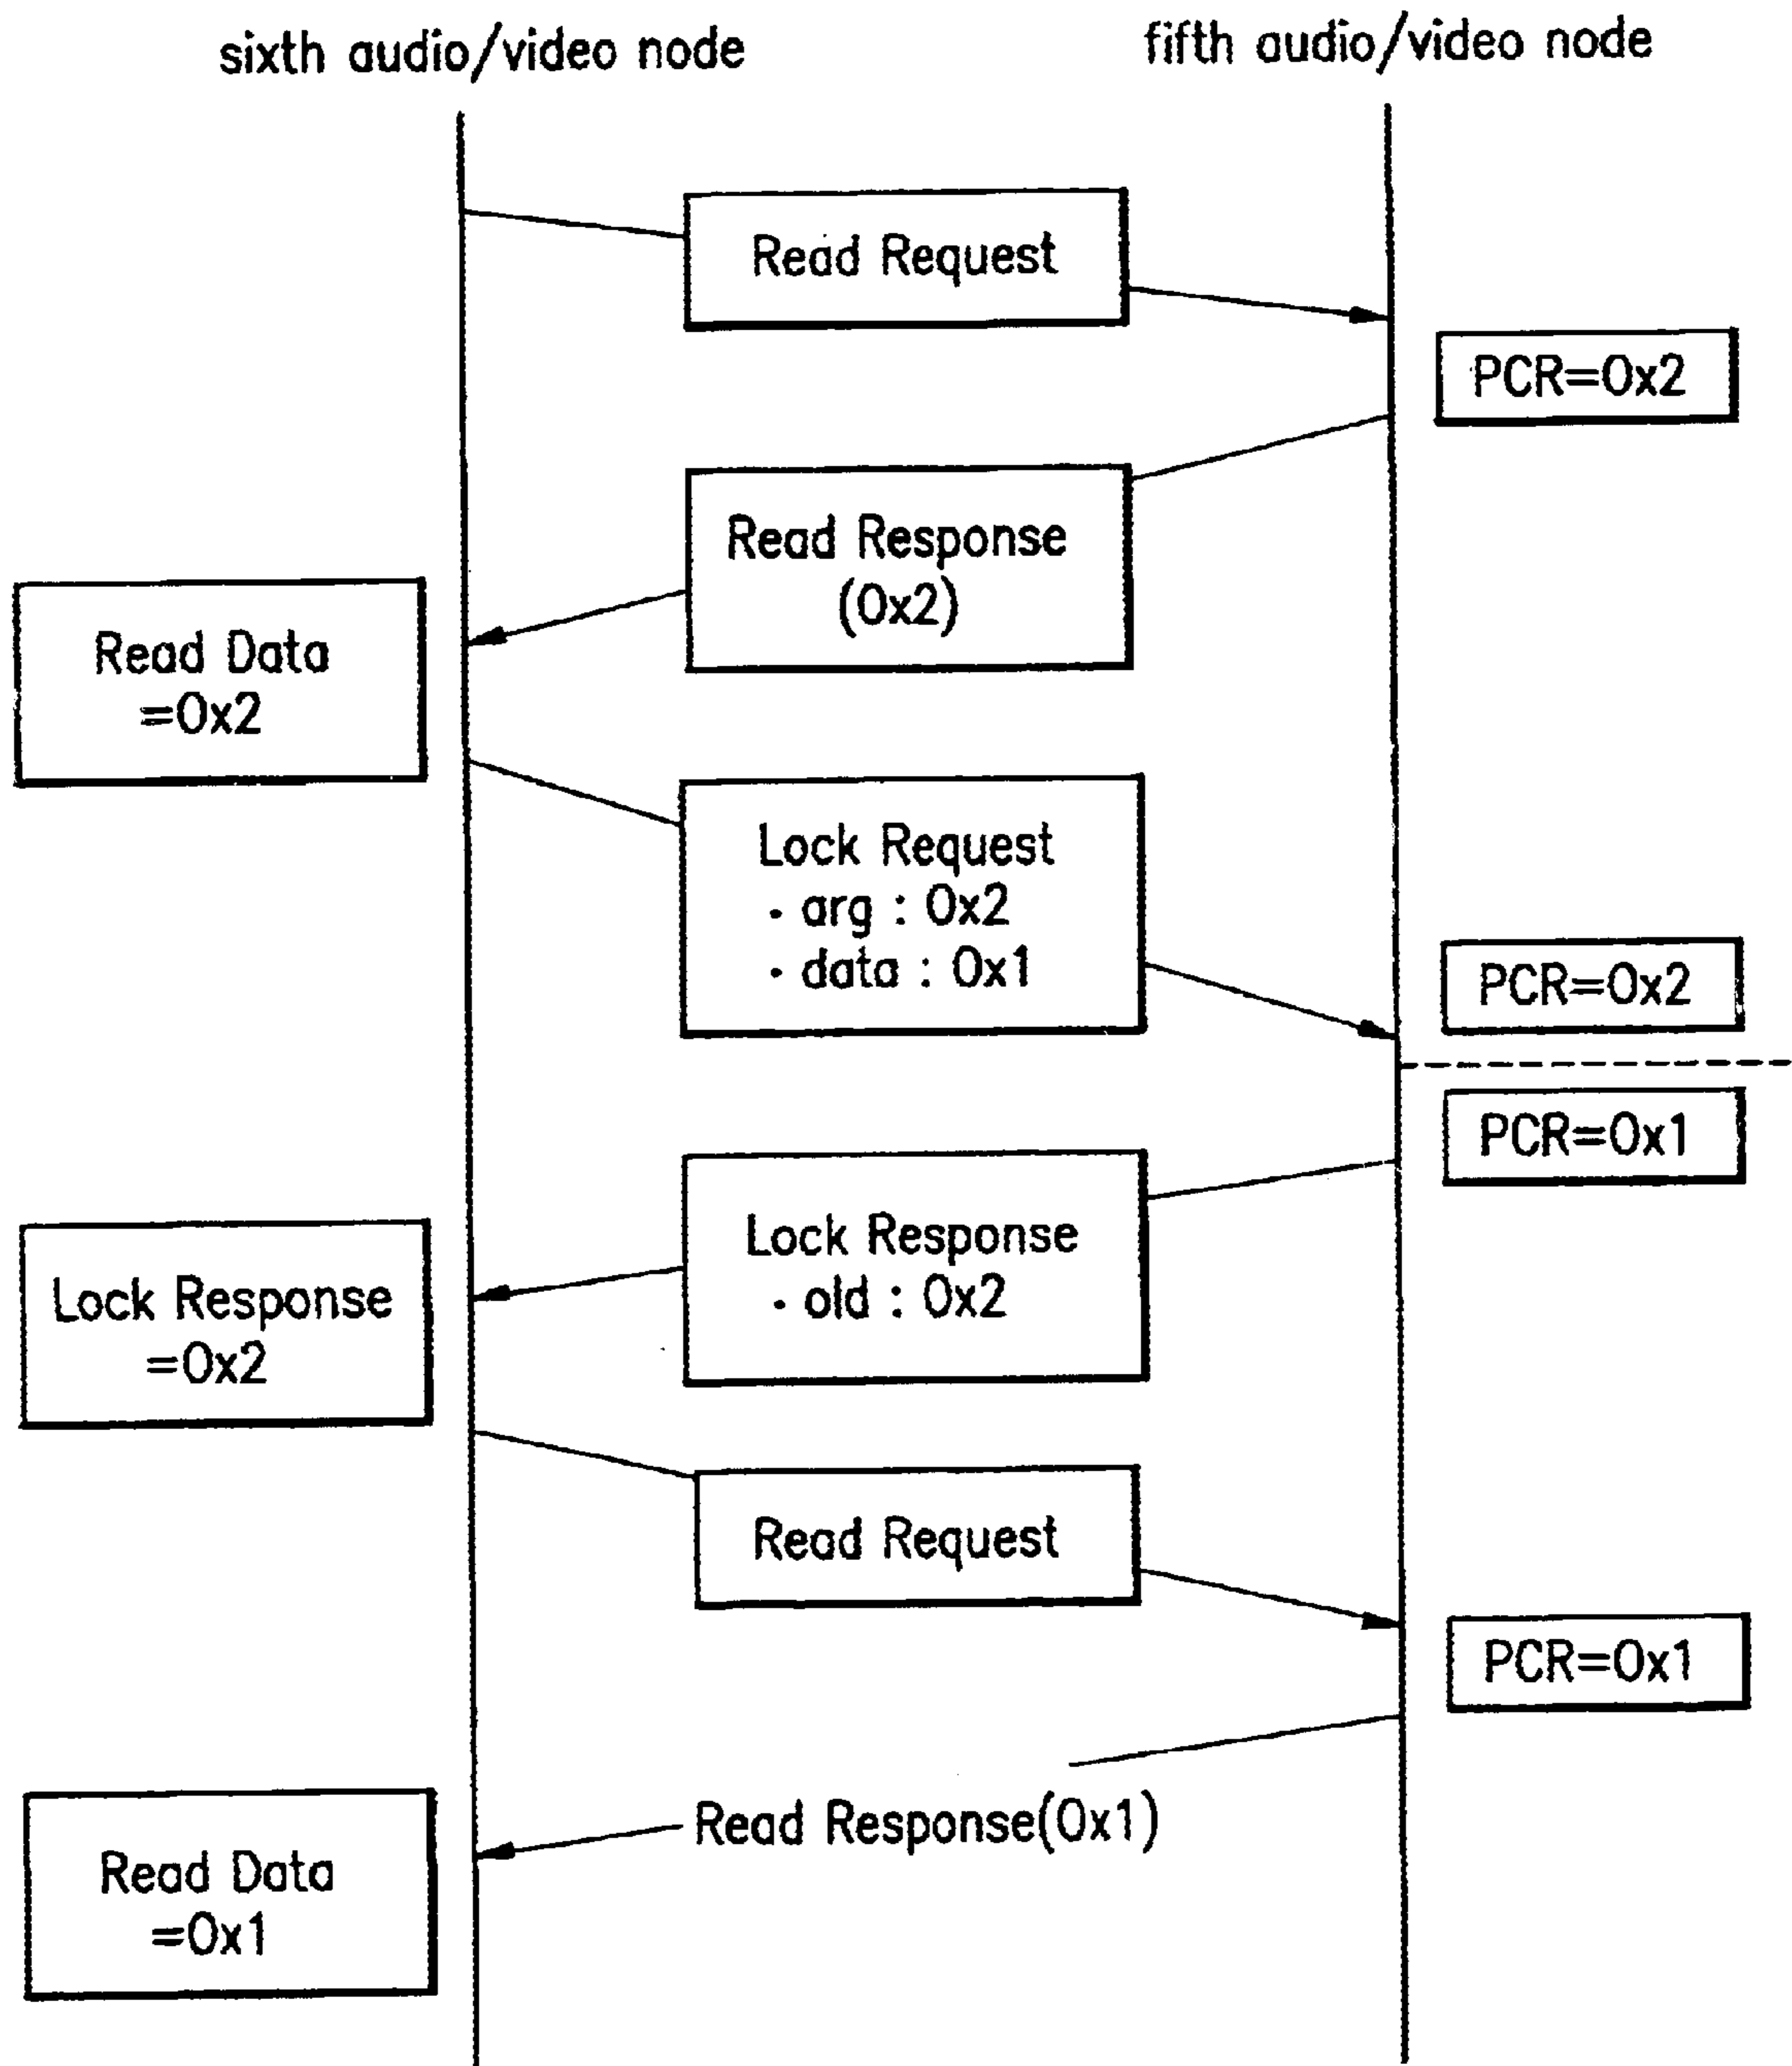 sixth audio/video node
fifth audio/video node
Read Request
PCR=0x2
Read Response
(0x2)
Read Data
=0x2
Lock Request
· arg : 0x2
· data : 0x1
PCR=0x2
PCR=0x1
Lock Response
· old : 0x2
Lock Response
=0x2
Read Request
PCR=0x1
Read Response(0x1)
Read Data
=0x1